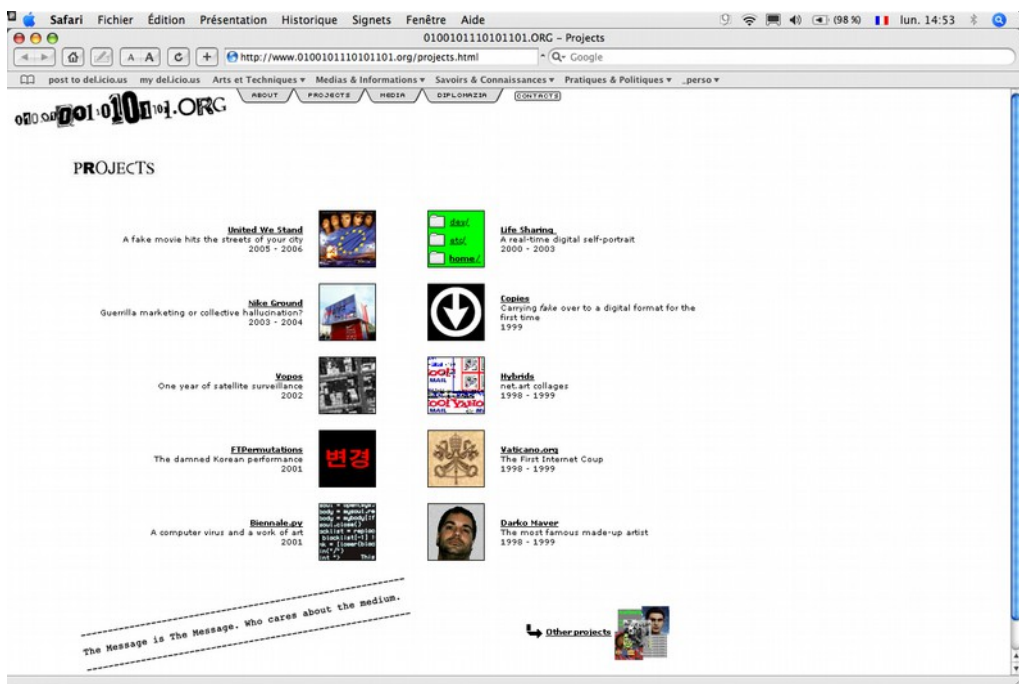 Safari Fichier Édition Présentation Historique Signets Fenêtre Aide (98 %) lun. 14:53
0100101110101101.ORG – Projects
A A C + http://www.0100101110101101.org/projects.html Q Google
post to del.icio.us my del.icio.us Arts et Techniques Medias & Informations Savoirs & Connaissances Pratiques & Politiques _perso
ABOUT PROJECTS MEDIA DIPLOMAZIA CONTACTS
PROJECTS
United We Stand
A fake movie hits the streets of your city
2005 - 2006
dev/
etc/
home/
Life Sharing
A real-time digital self-portrait
2000 - 2003
Nike Ground
Guerrilla marketing or collective hallucination?
2003 - 2004
Copies
Carrying fake over to a digital format for the
first time
1999
Vopos
One year of satellite surveillance
2002
Hybrids
net.art collages
1998 - 1999
FTPermutations
The damned Korean performance
2001
변경
Vaticano.org
The First Internet Coup
1998 - 1999
Biennale.py
A computer virus and a work of art
2001
Darko Maver
The most famous made-up artist
1998 - 1999
The Message is The Message. Who cares about the medium.
Other projects